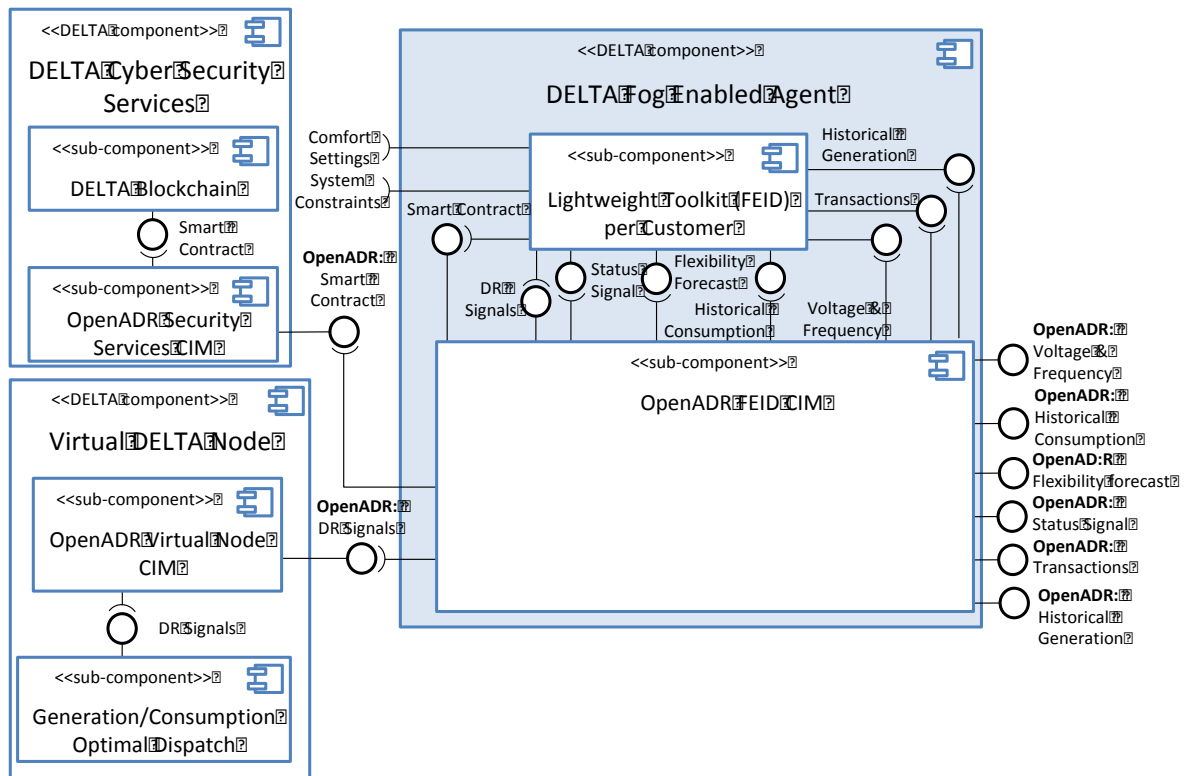 <<DELTA component>>
DELTA Cyber Security
Services
<<sub-component>>
DELTA Blockchain
Smart
Contract
<<sub-component>>
OpenADR Security
Services CIM
<<DELTA component>>
Virtual DELTA Node
<<sub-component>>
OpenADR Virtual Node
CIM
DR Signals
<<sub-component>>
Generation/Consumption
Optimal Dispatch
OpenADR:
Smart
Contract
OpenADR:
DR Signals
Comfort
Settings
System
Constraints
<<DELTA component>>
DELTA Fog Enabled Agent
<<sub-component>>
Lightweight Toolkit (FEID)
per Customer
Historical
Generation
Transactions
Smart Contract
DR
Signals
Status
Signal
Flexibility
Forecast
Historical
Consumption
Voltage &
Frequency
<<sub-component>>
OpenADR FEID CIM
OpenADR:
Voltage &
Frequency
OpenADR:
Historical
Consumption
OpenAD:R
Flexibility forecast
OpenADR:
Status Signal
OpenADR:
Transactions
OpenADR:
Historical
Generation